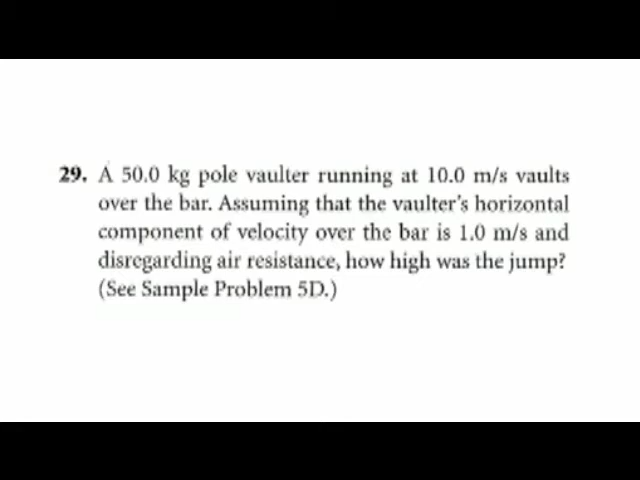 29. A 50.0 kg pole vaulter running at 10.0 m/s vaults
over the bar. Assuming that the vaulter's horizontal
component of velocity over the bar is 1.0 m/s and
disregarding air resistance, how high was the jump?
(See Sample Problem 5D.)